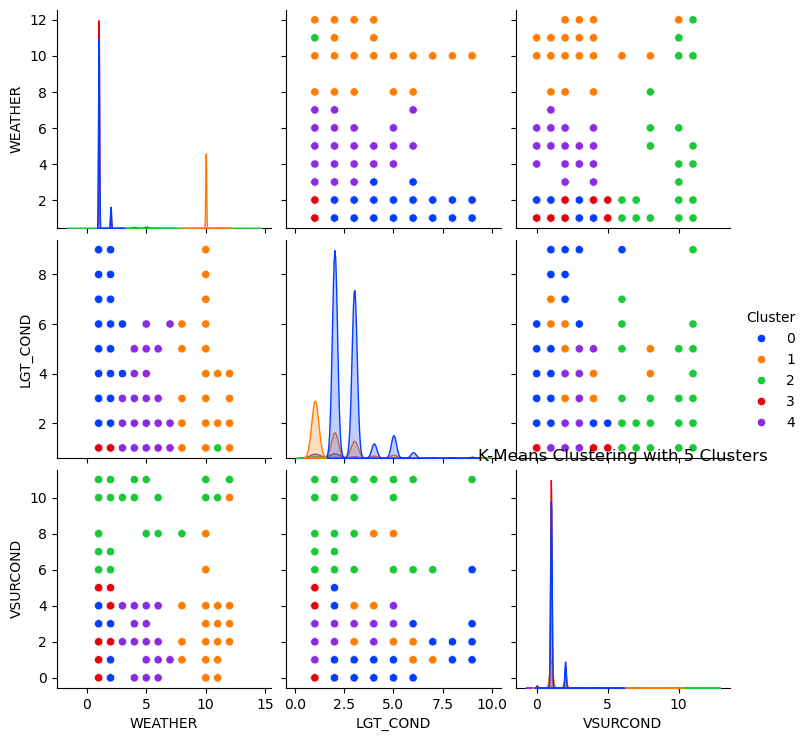 12
10
8
6
4
2
WEATHER
8
6
4
2
LGT_COND
Cluster
0
1
2
3
4
K-Means Clustering with 5 Clusters
10
8
6
4
2
0
VSURCOND
0 5 10 15
WEATHER
0.0 2.5 5.0 7.5 10.0
LGT_COND
0 10
VSURCOND